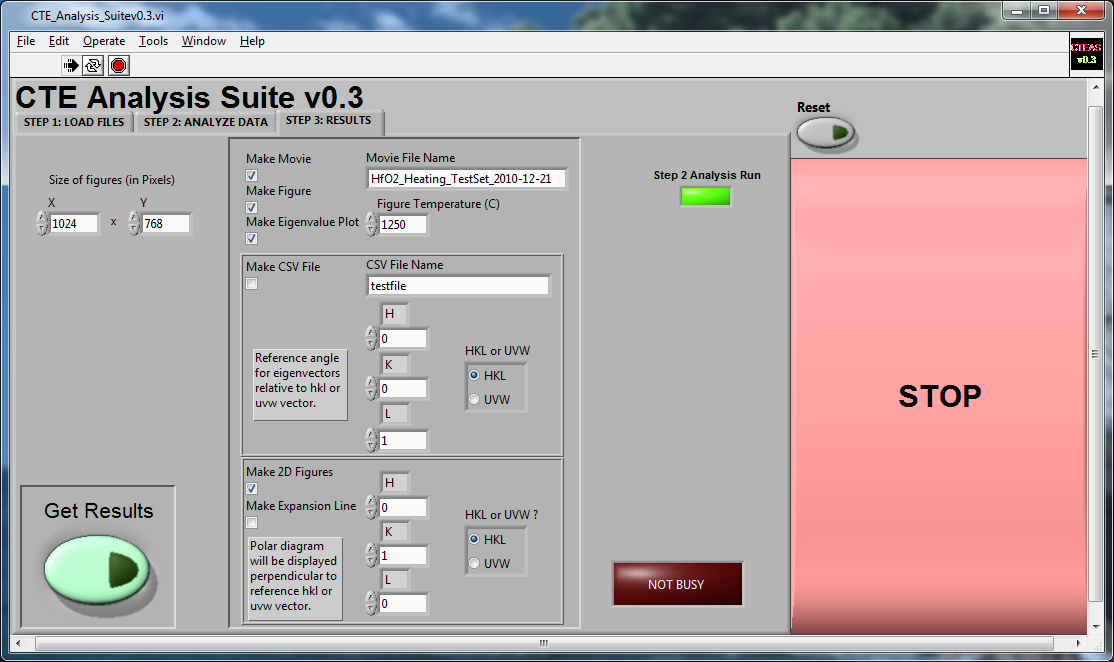 CTE_Analysis_Suitev0.3.vi
File Edit Operate Tools Window Help
CTEAS
v0.3
CTE Analysis Suite v0.3
STEP 1: LOAD FILES
STEP 2: ANALYZE DATA
STEP 3: RESULTS
Reset
Size of figures (in Pixels)
X
Y
1024
x
768
Make Movie
Make Figure
Make Eigenvalue Plot
Movie File Name
HfO2_Heating_TestSet_2010-12-21
Figure Temperature (C)
1250
Step 2 Analysis Run
Make CSV File
CSV File Name
testfile
H
0
K
0
L
1
Reference angle
for eigenvectors
relative to hkl or
uvw vector.
HKL or UVW
HKL
UVW
STOP
Make 2D Figures
Make Expansion Line
H
0
K
1
L
0
Polar diagram
will be displayed
perpendicular to
reference hkl or
uvw vector.
HKL or UVW ?
HKL
UVW
Get Results
NOT BUSY